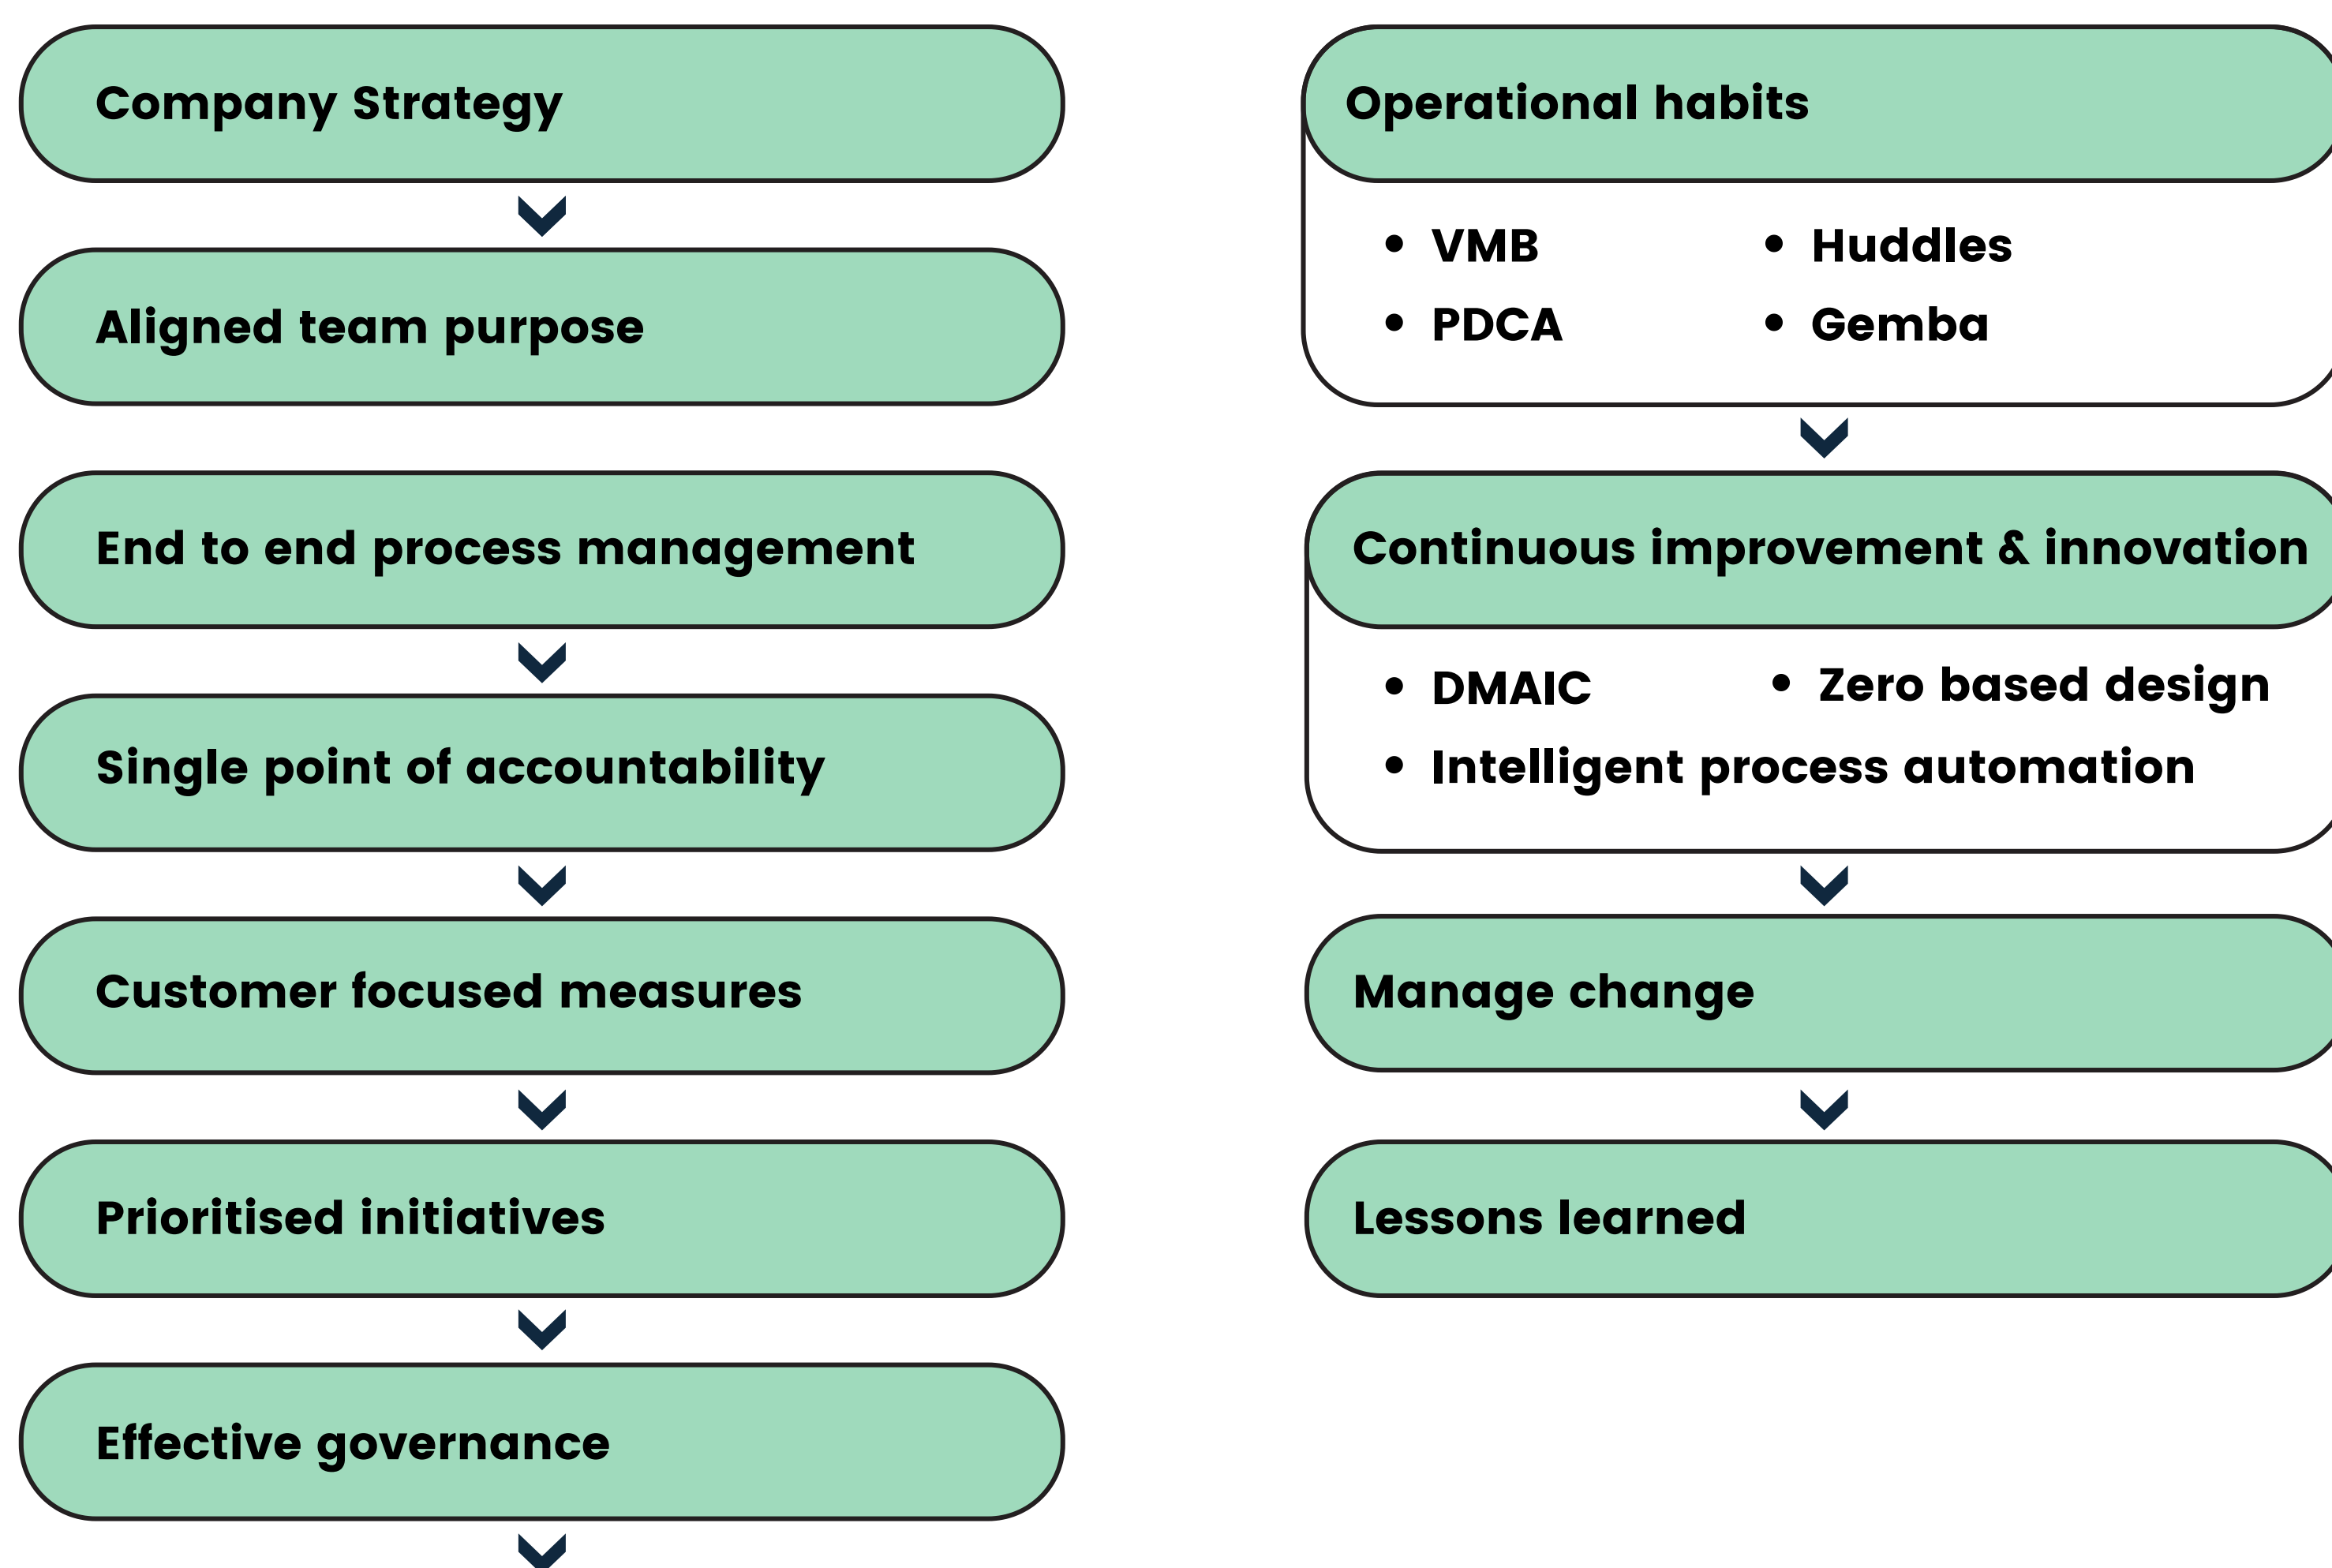 Company Strategy
Aligned team purpose
End to end process management
Single point of accountability
Customer focused measures
Prioritised initiatives
Effective governance
Operational habits
• VMB
• Huddles
• PDCA
• Gemba
Continuous improvement & innovation
• DMAIC
• Zero based design
• Intelligent process automation
Manage change
Lessons learned